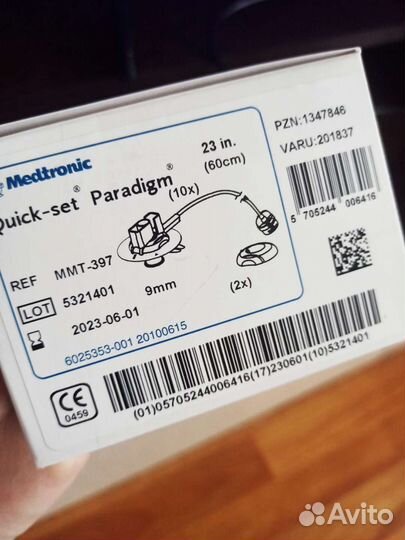 Medtronic
Quick-set® Paradigm®
(10x)
23 in.
(60cm)
PZN:1347846
VARU:201837
5 705244 006416
REF MMT-397
LOT 5321401
2023-06-01
9mm
(2x)
6025353-001 20100615
CE
0459
(01)05705244006416(17)230601(10)5321401
Avito